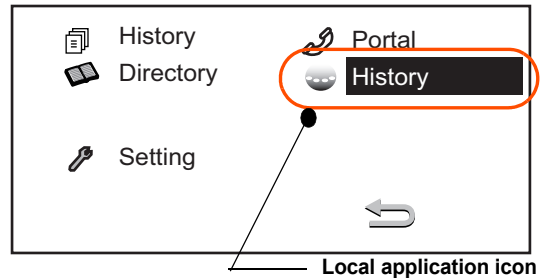 History
Portal
Directory
History
Setting
Local application icon